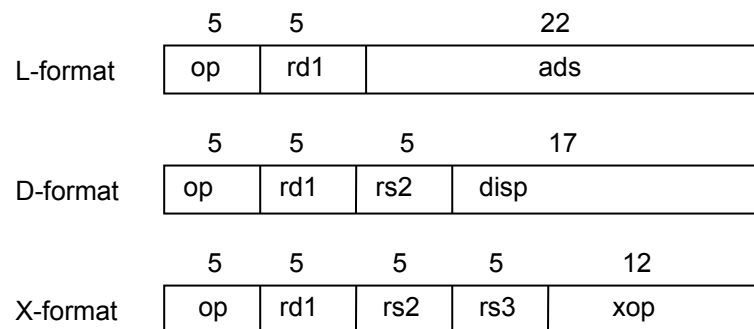 5 5 22
L-format op rd1 ads
5 5 5 17
D-format op rd1 rs2 disp
5 5 5 5 12
X-format op rd1 rs2 rs3 xop